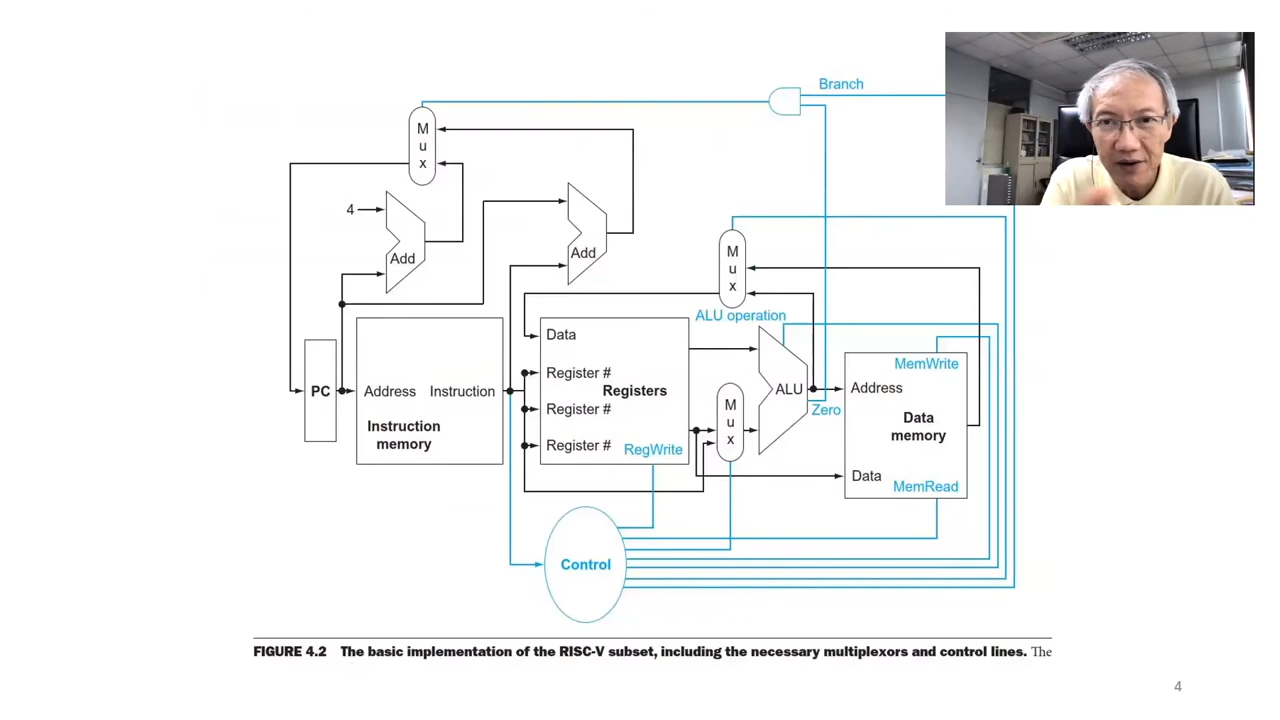 Branch
M
u
x
4
Add
Add
M
u
x
ALU operation
PC
Address Instruction
Instruction
memory
Data
Register #
Registers
Register #
Register #
RegWrite
M
u
x
ALU
Zero
MemWrite
Address
Data
memory
Data
MemRead
Control
FIGURE 4.2 The basic implementation of the RISC-V subset, including the necessary multiplexors and control lines. The
4